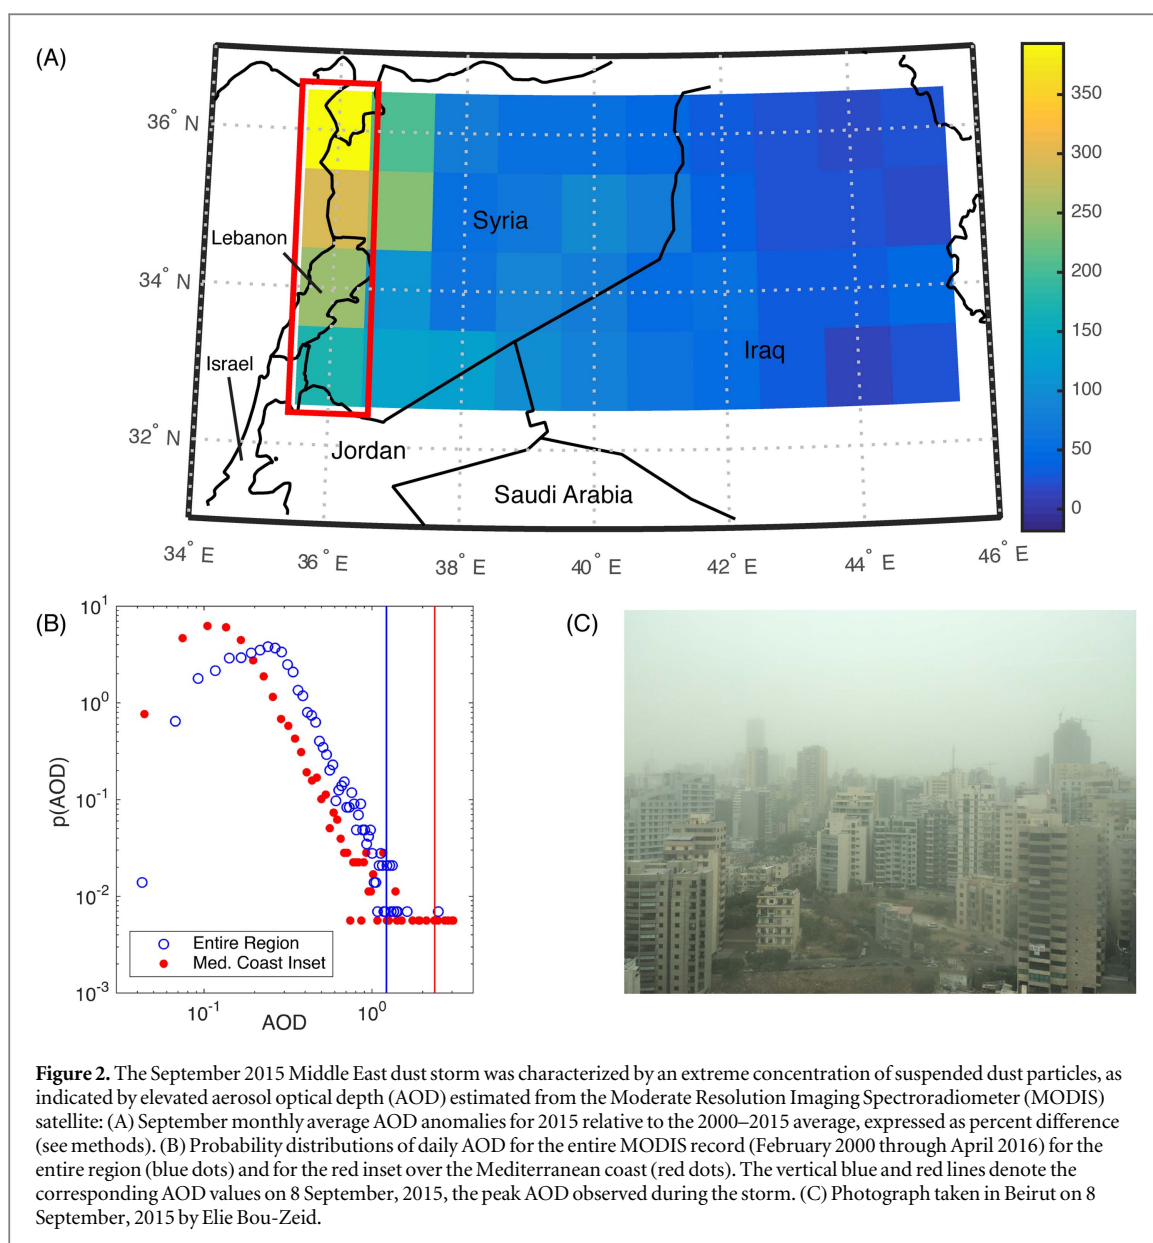 (A)
36° N
34° N
32° N
34° E
36° E
38° E
40° E
42° E
44° E
46° E
Lebanon
Israel
Syria
Iraq
Jordan
Saudi Arabia
350
300
250
200
150
100
50
0
(B)
p(AOD)
10^1
10^0
10^-1
10^-2
10^-3
Entire Region
Med. Coast Inset
10^-1
10^0
AOD
(C)
Figure 2. The September 2015 Middle East dust storm was characterized by an extreme concentration of suspended dust particles, as
indicated by elevated aerosol optical depth (AOD) estimated from the Moderate Resolution Imaging Spectroradiometer (MODIS)
satellite: (A) September monthly average AOD anomalies for 2015 relative to the 2000–2015 average, expressed as percent difference
(see methods). (B) Probability distributions of daily AOD for the entire MODIS record (February 2000 through April 2016) for the
entire region (blue dots) and for the red inset over the Mediterranean coast (red dots). The vertical blue and red lines denote the
corresponding AOD values on 8 September, 2015, the peak AOD observed during the storm. (C) Photograph taken in Beirut on 8
September, 2015 by Elie Bou-Zeid.